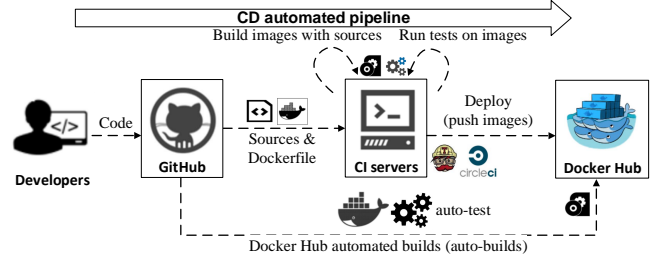 CD automated pipeline
Build images with sources
Run tests on images
Code
Sources &
Dockerfile
Deploy
(push images)
circleci
Developers
GitHub
CI servers
Docker Hub
auto-test
Docker Hub automated builds (auto-builds)